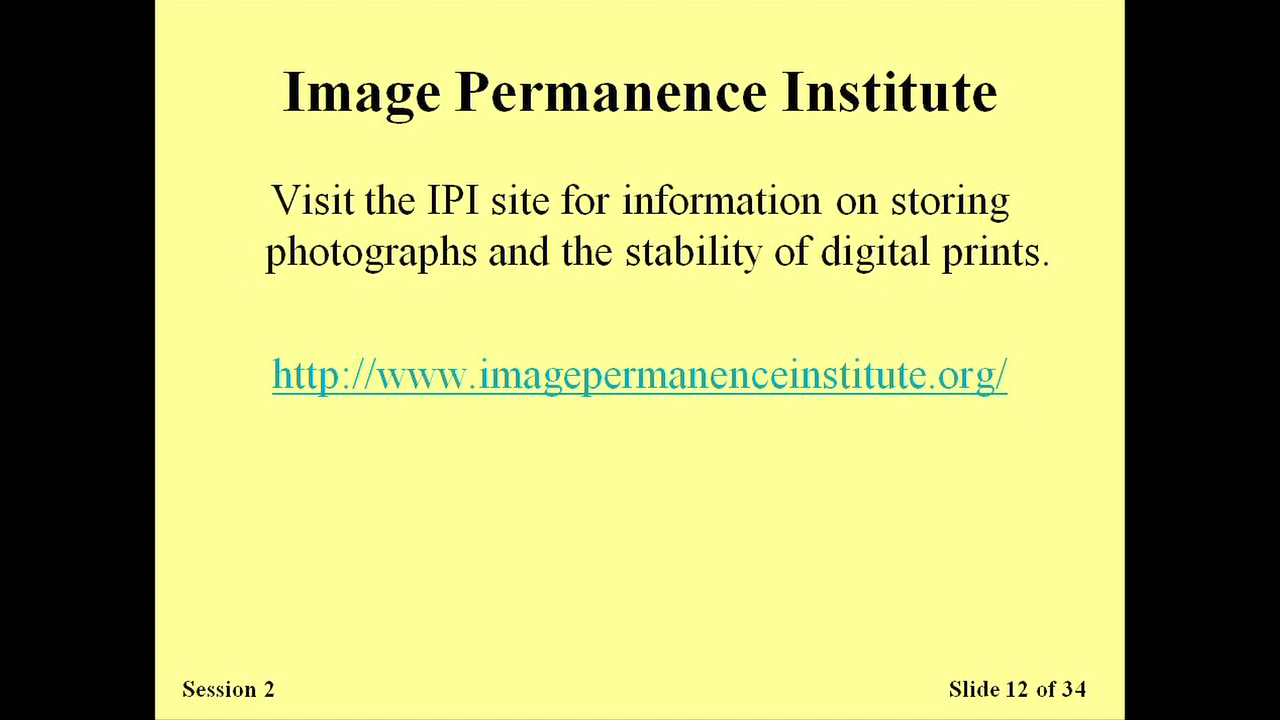 Image Permanence Institute
Visit the IPI site for information on storing
photographs and the stability of digital prints.
http://www.imagepermanenceinstitute.org/
Session 2
Slide 12 of 34